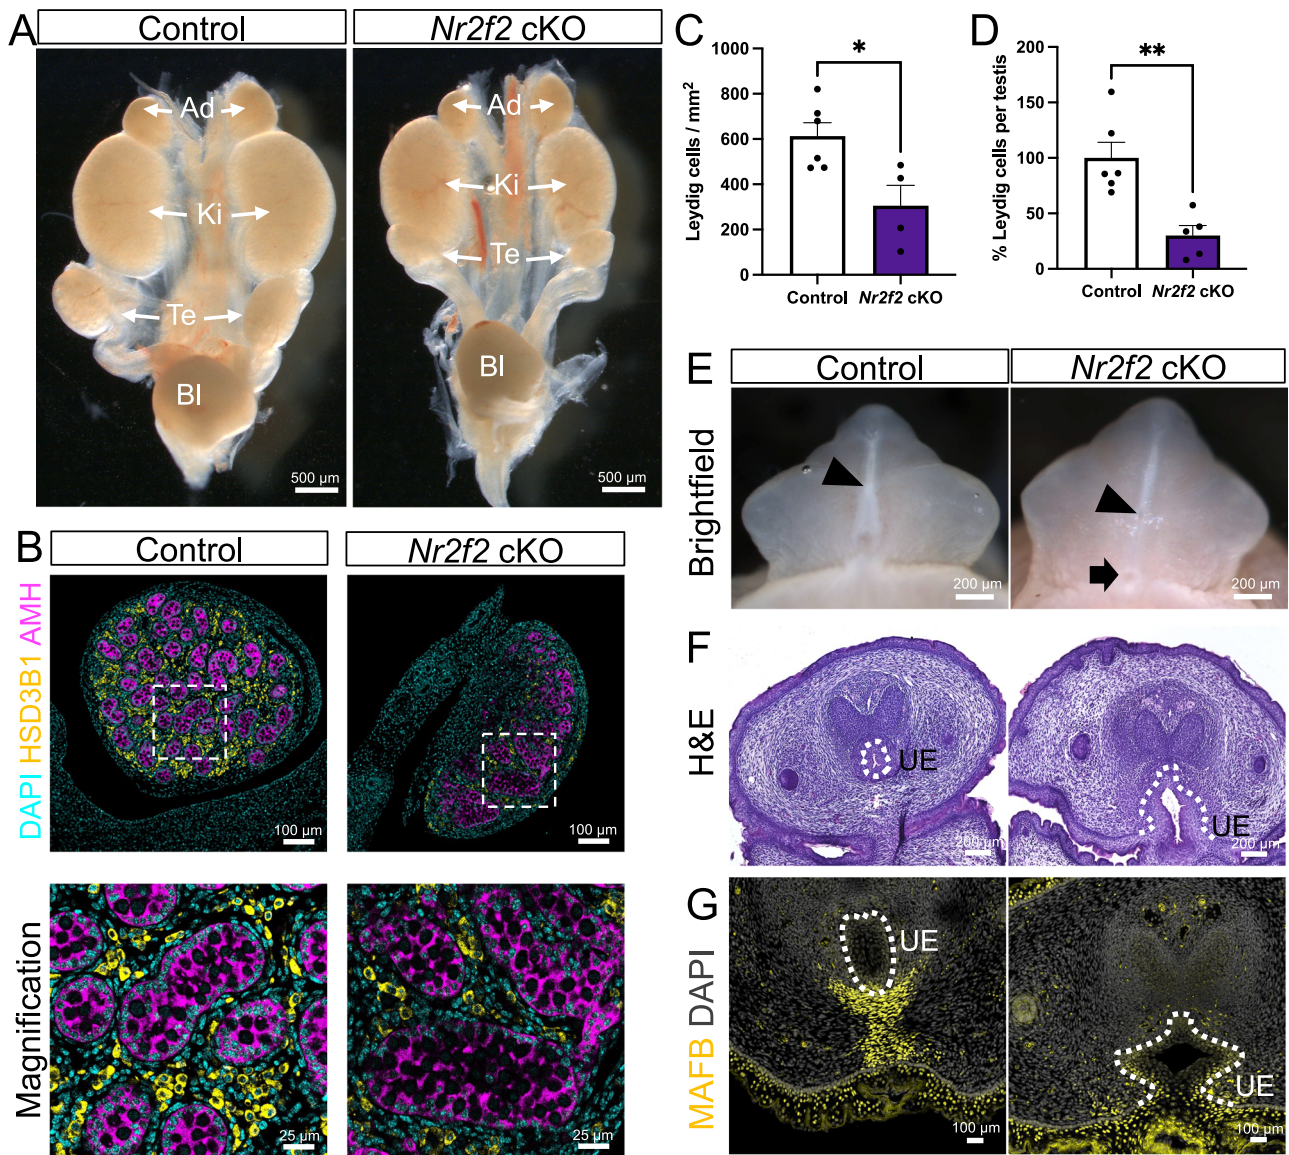 A
Control
Nr2f2 cKO
Ad
Ad
Ki
Ki
Te
Te
Bl
Bl
500 µm
500 µm
B
Control
Nr2f2 cKO
DAPI HSD3B1 AMH
100 µm
100 µm
Magnification
25 µm
25 µm
C
1000
800
600
400
200
0
Leydig cells / mm²
*
Control
Nr2f2 cKO
D
200
150
100
50
0
% Leydig cells per testis
**
Control
Nr2f2 cKO
E
Control
Nr2f2 cKO
Brightfield
200 µm
200 µm
F
H&E
UE
UE
200 µm
200 µm
G
MAFB DAPI
UE
UE
100 µm
100 µm